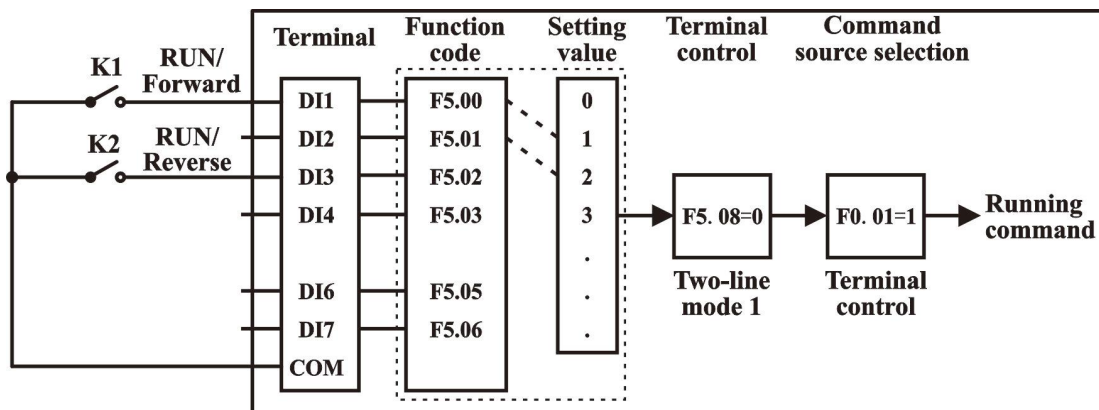 Terminal
Function
code
Setting
value
Terminal
control
Command
source selection
K1
RUN/
Forward
K2
RUN/
Reverse
DI1
DI2
DI3
DI4
DI6
DI7
COM
F5.00
F5.01
F5.02
F5.03
F5.05
F5.06
0
1
2
3
.
.
.
F5. 08=0
Two-line
mode 1
F0. 01=1
Terminal
control
Running
command